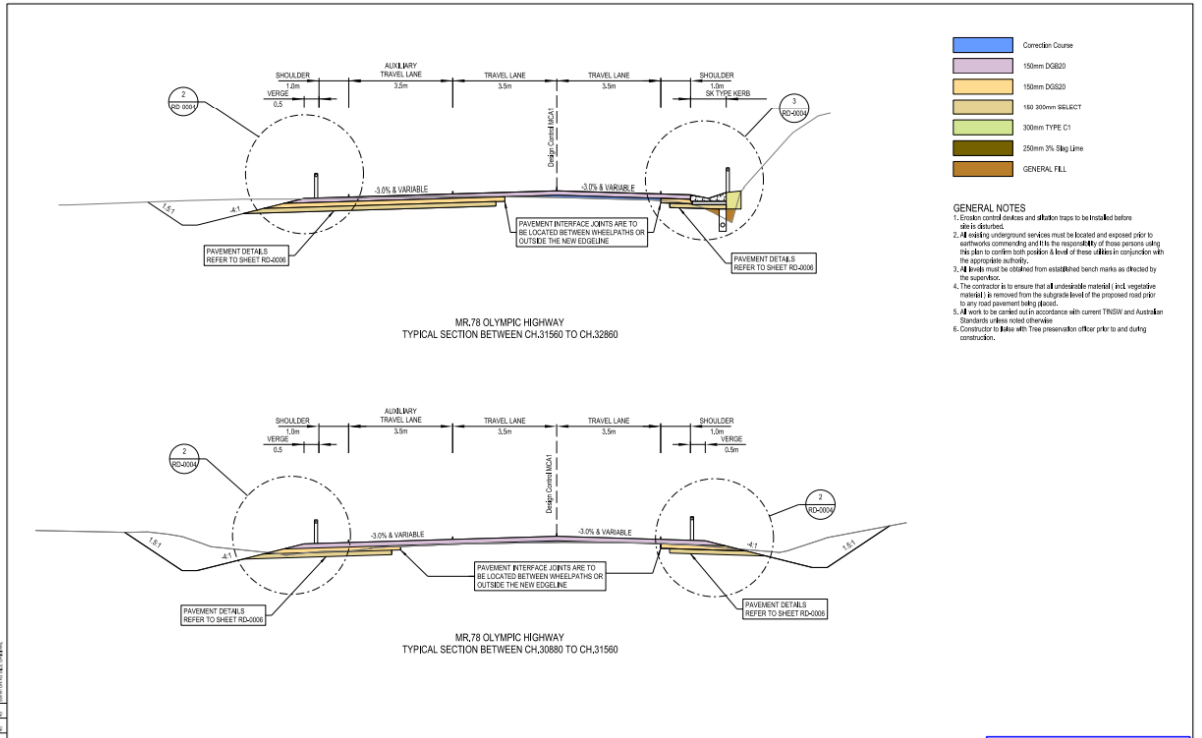 AUXILIARY
SHOULDER TRAVEL LANE TRAVEL LANE TRAVEL LANE SHOULDER
1.0m 3.5m 3.5m 3.5m 1.0m
VERGE SK TYPE KERB
0.5
2
RD-0004
3
RD-0004
Design Control MCA1
-3.0% & VARIABLE -3.0% & VARIABLE
1.5:1
-4:1
PAVEMENT INTERFACE JOINTS ARE TO
BE LOCATED BETWEEN WHEELPATHS OR
OUTSIDE THE NEW EDGELINE
PAVEMENT DETAILS
REFER TO SHEET RD-0006
PAVEMENT DETAILS
REFER TO SHEET RD-0006
MR.78 OLYMPIC HIGHWAY
TYPICAL SECTION BETWEEN CH.31560 TO CH.32860
Correction Course
150mm DGB20
150mm DGS20
150 300mm SELECT
300mm TYPE C1
250mm 3% Slag Lime
GENERAL FILL
GENERAL NOTES
1. Erosion control devices and siltation traps to be installed before
site is disturbed.
2. All existing underground services must be located and exposed prior to
earthworks commending and it is the responsibility of those persons using
this plan to confirm both position & level of these utilities in conjunction with
the appropriate authority.
3. All levels must be obtained from established bench marks as directed by
the supervisor.
4. The contractor is to ensure that all undesirable material ( incl. vegetative
material ) is removed from the subgrade level of the proposed road prior
to any road pavement being placed.
5. All work to be carried out in accordance with current TfNSW and Australian
Standards unless noted otherwise
6. Constructor to liaise with Tree preservation officer prior to and during
construction.
AUXILIARY
SHOULDER TRAVEL LANE TRAVEL LANE TRAVEL LANE SHOULDER
1.0m 3.5m 3.5m 3.5m 1.0m
VERGE VERGE
0.5 0.5m
2
RD-0004
2
RD-0004
Design Control MCA1
-3.0% & VARIABLE -3.0% & VARIABLE
1.5:1 1.5:1
-4:1 -4:1
PAVEMENT INTERFACE JOINTS ARE TO
BE LOCATED BETWEEN WHEELPATHS OR
OUTSIDE THE NEW EDGELINE
PAVEMENT DETAILS
REFER TO SHEET RD-0006
PAVEMENT DETAILS
REFER TO SHEET RD-0006
MR.78 OLYMPIC HIGHWAY
TYPICAL SECTION BETWEEN CH.30880 TO CH.31560